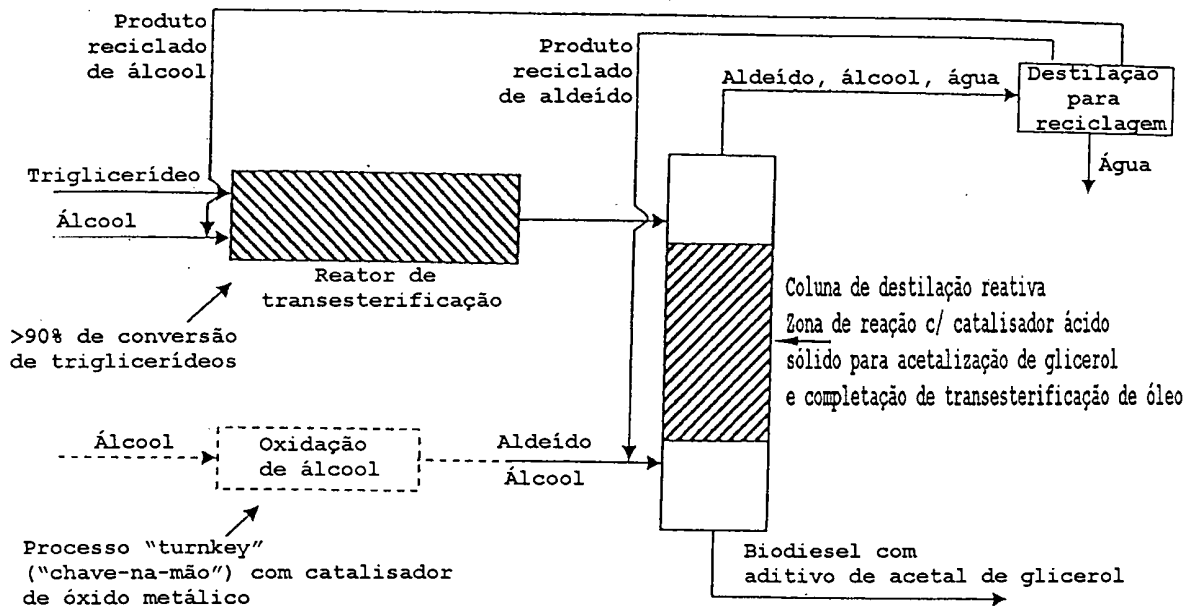 Produto
reciclado
de álcool
Produto
reciclado
de aldeído
Aldeído, álcool, água
Destilação
para
reciclagem
Água
Triglicerídeo
Álcool
Reator de
transesterificação
>90% de conversão
de triglicerídeos
Coluna de destilação reativa
Zona de reação c/ catalisador ácido
sólido para acetalização de glicerol
e completação de transesterificação de óleo
Álcool
Oxidação
de álcool
Aldeído
Álcool
Processo "turnkey"
("chave-na-mão") com catalisador
de óxido metálico
Biodiesel com
aditivo de acetal de glicerol